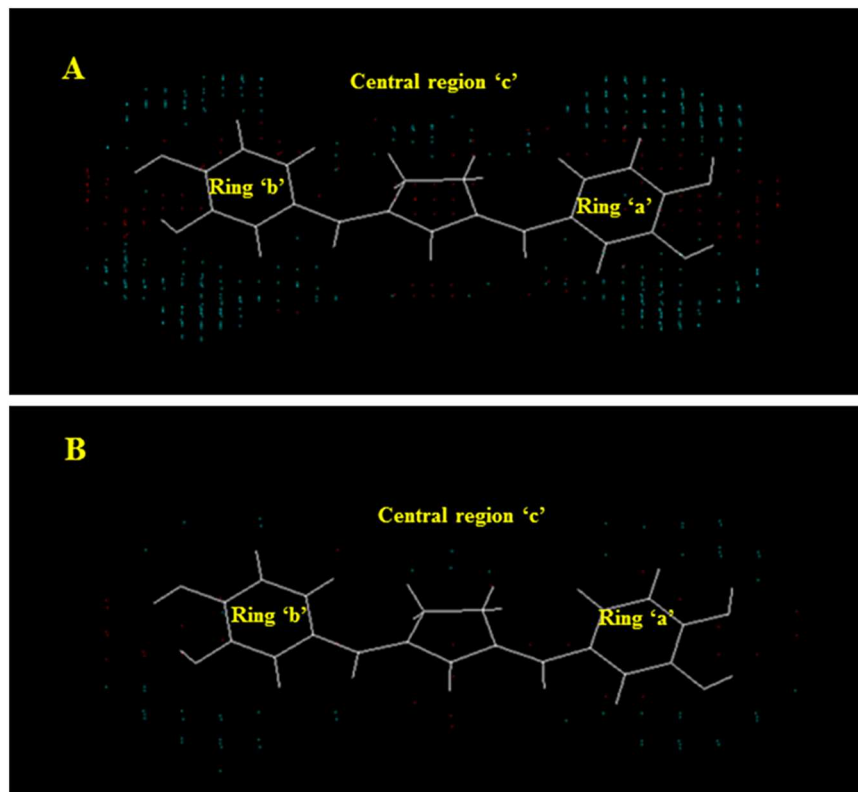 A
Central region ‘c’
Ring ‘b’
Ring ‘a’
B
Central region ‘c’
Ring ‘b’
Ring ‘a’